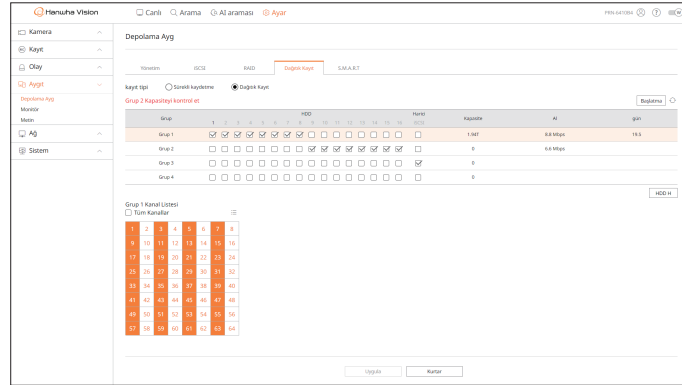 Hanwha Vision Canlı Arama AI araması Ayar PRN-6410B4
Kamera
Kayıt
Olay
Aygıt
Depolama Ayg
Monitör
Metin
Ağ
Sistem
Depolama Ayg
Yönetim iSCSI RAID Dağıtık Kayıt S.M.A.R.T
kayıt tipi Sürekli kaydetme Dağıtık Kayıt
Grup 2 Kapasiteyi kontrol et Başlatma
Grup HDD Harici Kapasite Al gün
1 2 3 4 5 6 7 8 9 10 11 12 13 14 15 16 iSCSI
Grup 1 1.94T 8.8 Mbps 19.5
Grup 2 0 6.6 Mbps
Grup 3 0
Grup 4 0
HDD H
Grup 1 Kanal Listesi
Tüm Kanallar
1 2 3 4 5 6 7 8
9 10 11 12 13 14 15 16
17 18 19 20 21 22 23 24
25 26 27 28 29 30 31 32
33 34 35 36 37 38 39 40
41 42 43 44 45 46 47 48
49 50 51 52 53 54 55 56
57 58 59 60 61 62 63 64
Uygula Kurtar